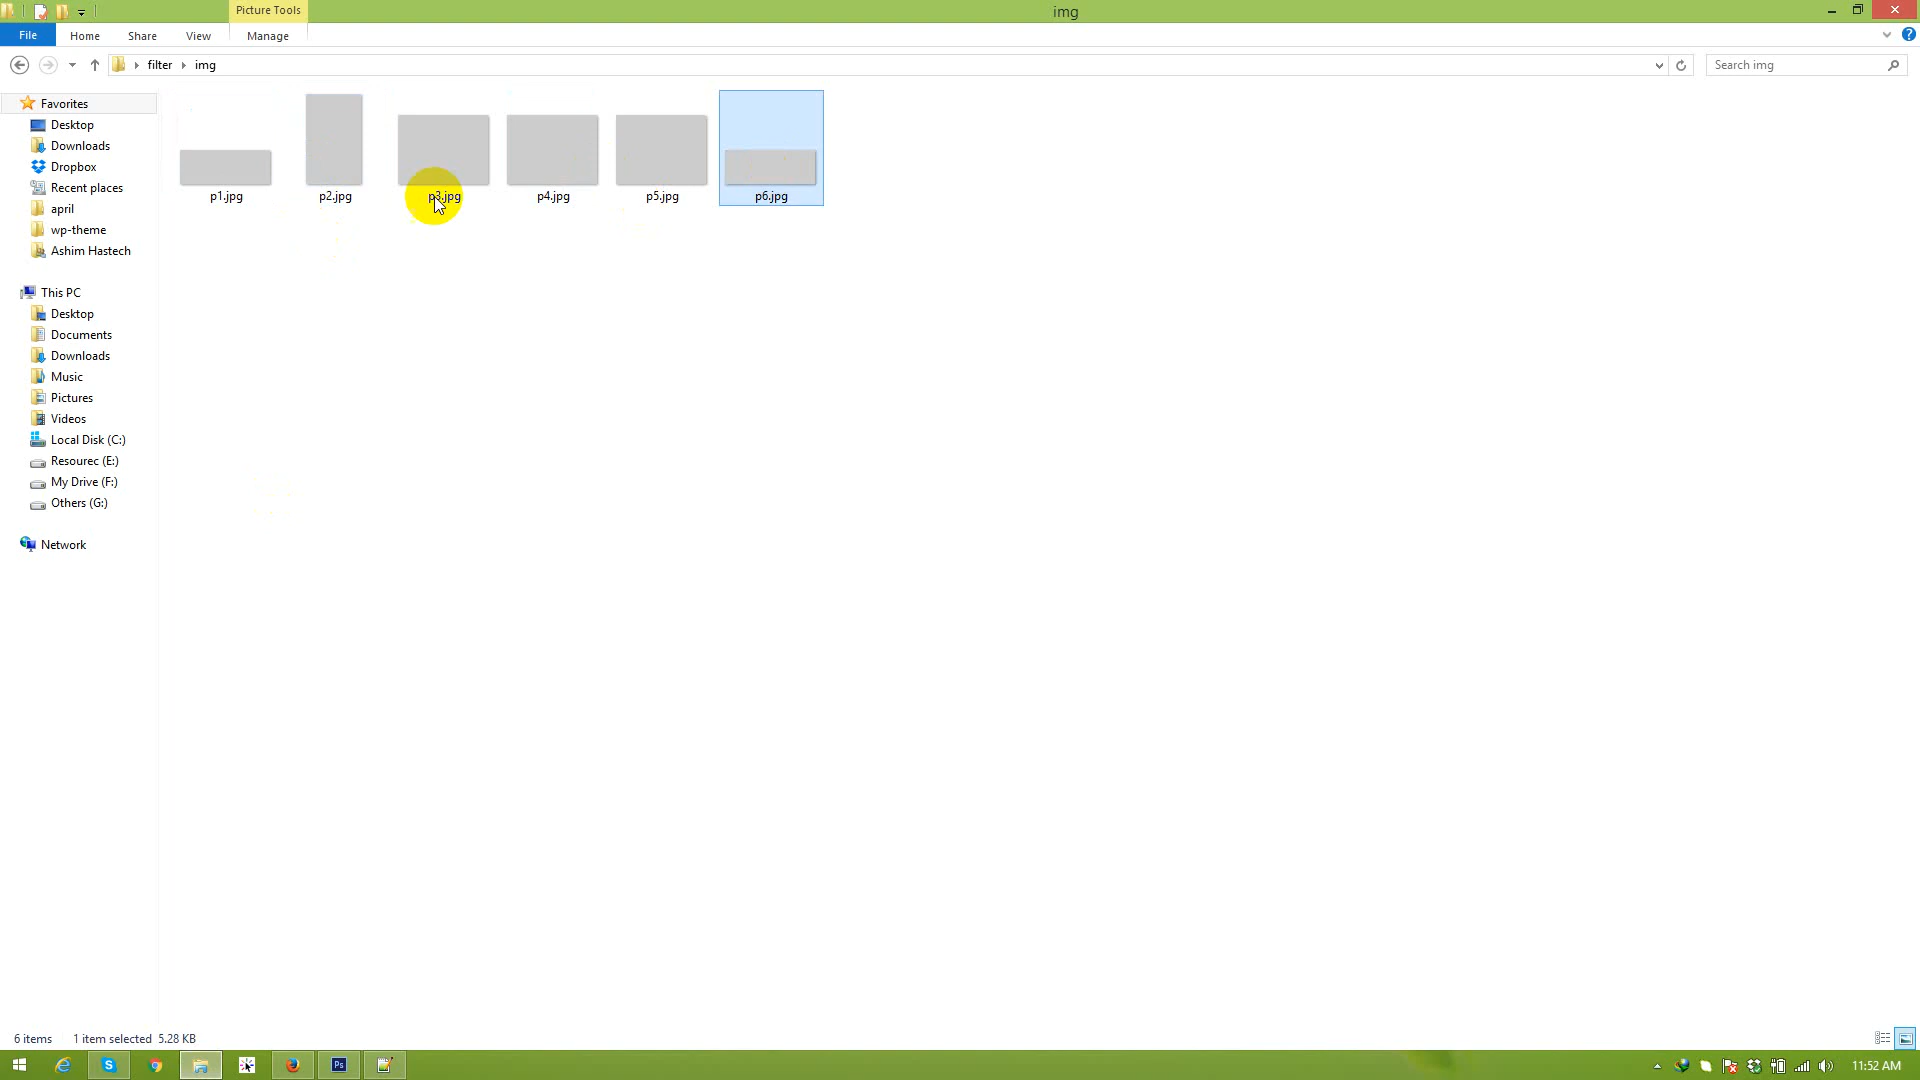 Picture Tools
img
File Home Share View Manage
filter img
Search img
Favorites
Desktop
Downloads
Dropbox
Recent places
april
wp-theme
Ashim Hastech
This PC
Desktop
Documents
Downloads
Music
Pictures
Videos
Local Disk (C:)
Resourec (E:)
My Drive (F:)
Others (G:)
Network
p1.jpg p2.jpg p3.jpg p4.jpg p5.jpg p6.jpg
6 items 1 item selected 5.28 KB
Ps
11:52 AM